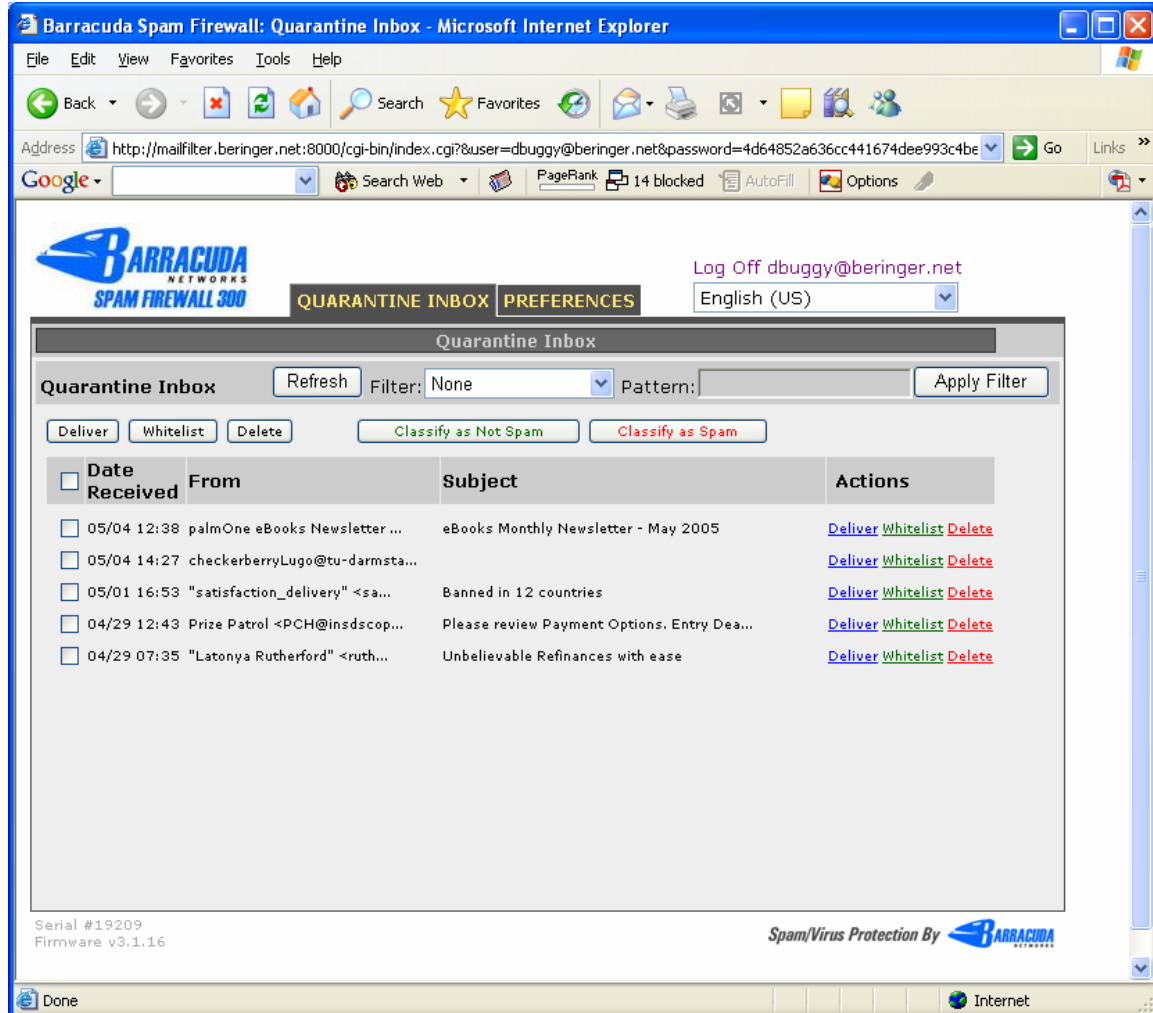 Barracuda Spam Firewall: Quarantine Inbox - Microsoft Internet Explorer
File Edit View Favorites Tools Help
Back Search Favorites
Address http://mailfilter.beringer.net:8000/cgi-bin/index.cgi?&user=dbuggy@beringer.net&password=4d64852a636cc441674dee993c4be Go Links »
Google Search Web PageRank 14 blocked AutoFill Options
BARRACUDA
NETWORKS
SPAM FIREWALL 300
Log Off dbuggy@beringer.net
QUARANTINE INBOX PREFERENCES English (US)
Quarantine Inbox
Quarantine Inbox Refresh Filter: None Pattern: Apply Filter
Deliver Whitelist Delete Classify as Not Spam Classify as Spam
Date Received From Subject Actions
05/04 12:38 palmOne eBooks Newsletter ... eBooks Monthly Newsletter - May 2005 Deliver Whitelist Delete
05/04 14:27 checkerberryLugo@tu-darmsta... Deliver Whitelist Delete
05/01 16:53 "satisfaction_delivery" <sa... Banned in 12 countries Deliver Whitelist Delete
04/29 12:43 Prize Patrol <PCH@insdscop... Please review Payment Options. Entry Dea... Deliver Whitelist Delete
04/29 07:35 "Latonya Rutherford" <ruth... Unbelievable Refinances with ease Deliver Whitelist Delete
Serial #19209
Firmware v3.1.16
Spam/Virus Protection By BARRACUDA
NETWORKS
Done Internet